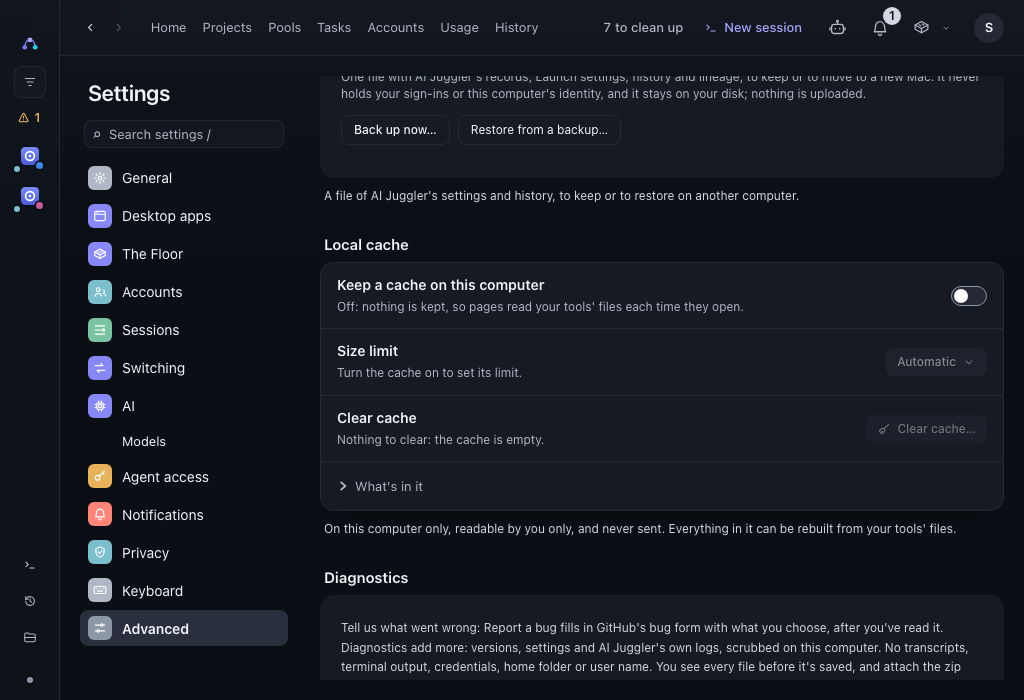 Home Projects Pools Tasks Accounts Usage History 7 to clean up New session 1 S
1
Settings
Search settings /
General
Desktop apps
The Floor
Accounts
Sessions
Switching
AI
Models
Agent access
Notifications
Privacy
Keyboard
Advanced
One file with AI Juggler's records, Launch settings, history and lineage, to keep or to move to a new Mac. It never
holds your sign-ins or this computer's identity, and it stays on your disk; nothing is uploaded.
Back up now... Restore from a backup...
A file of AI Juggler's settings and history, to keep or to restore on another computer.
Local cache
Keep a cache on this computer
Off: nothing is kept, so pages read your tools' files each time they open.
Size limit
Turn the cache on to set its limit.
Automatic
Clear cache
Nothing to clear: the cache is empty.
Clear cache...
What's in it
On this computer only, readable by you only, and never sent. Everything in it can be rebuilt from your tools' files.
Diagnostics
Tell us what went wrong: Report a bug fills in GitHub's bug form with what you choose, after you've read it.
Diagnostics add more: versions, settings and AI Juggler's own logs, scrubbed on this computer. No transcripts,
terminal output, credentials, home folder or user name. You see every file before it's saved, and attach the zip